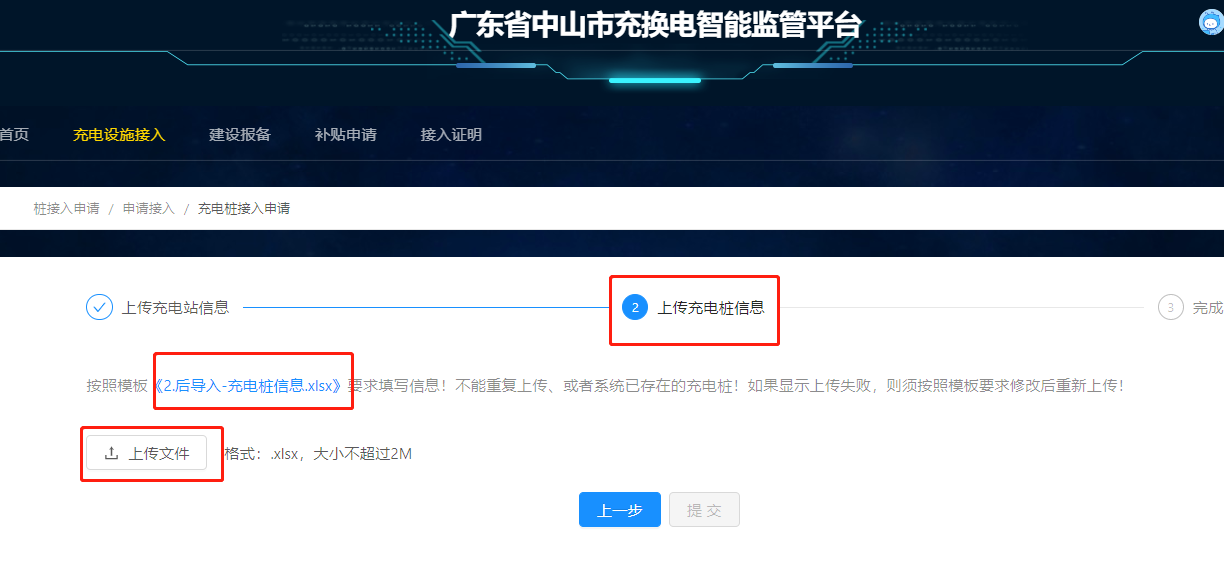 广东省中山市充换电智能监管平台
首页 充电设施接入 建设报备 补贴申请 接入证明
桩接入申请 / 申请接入 / 充电桩接入申请
上传充电站信息 2 上传充电桩信息 3 完成
按照模板《2.后导入-充电桩信息.xlsx》要求填写信息！不能重复上传、或者系统已存在的充电桩！如果显示上传失败，则须按照模板要求修改后重新上传！
上传文件 格式：.xlsx，大小不超过2M
上一步 提交